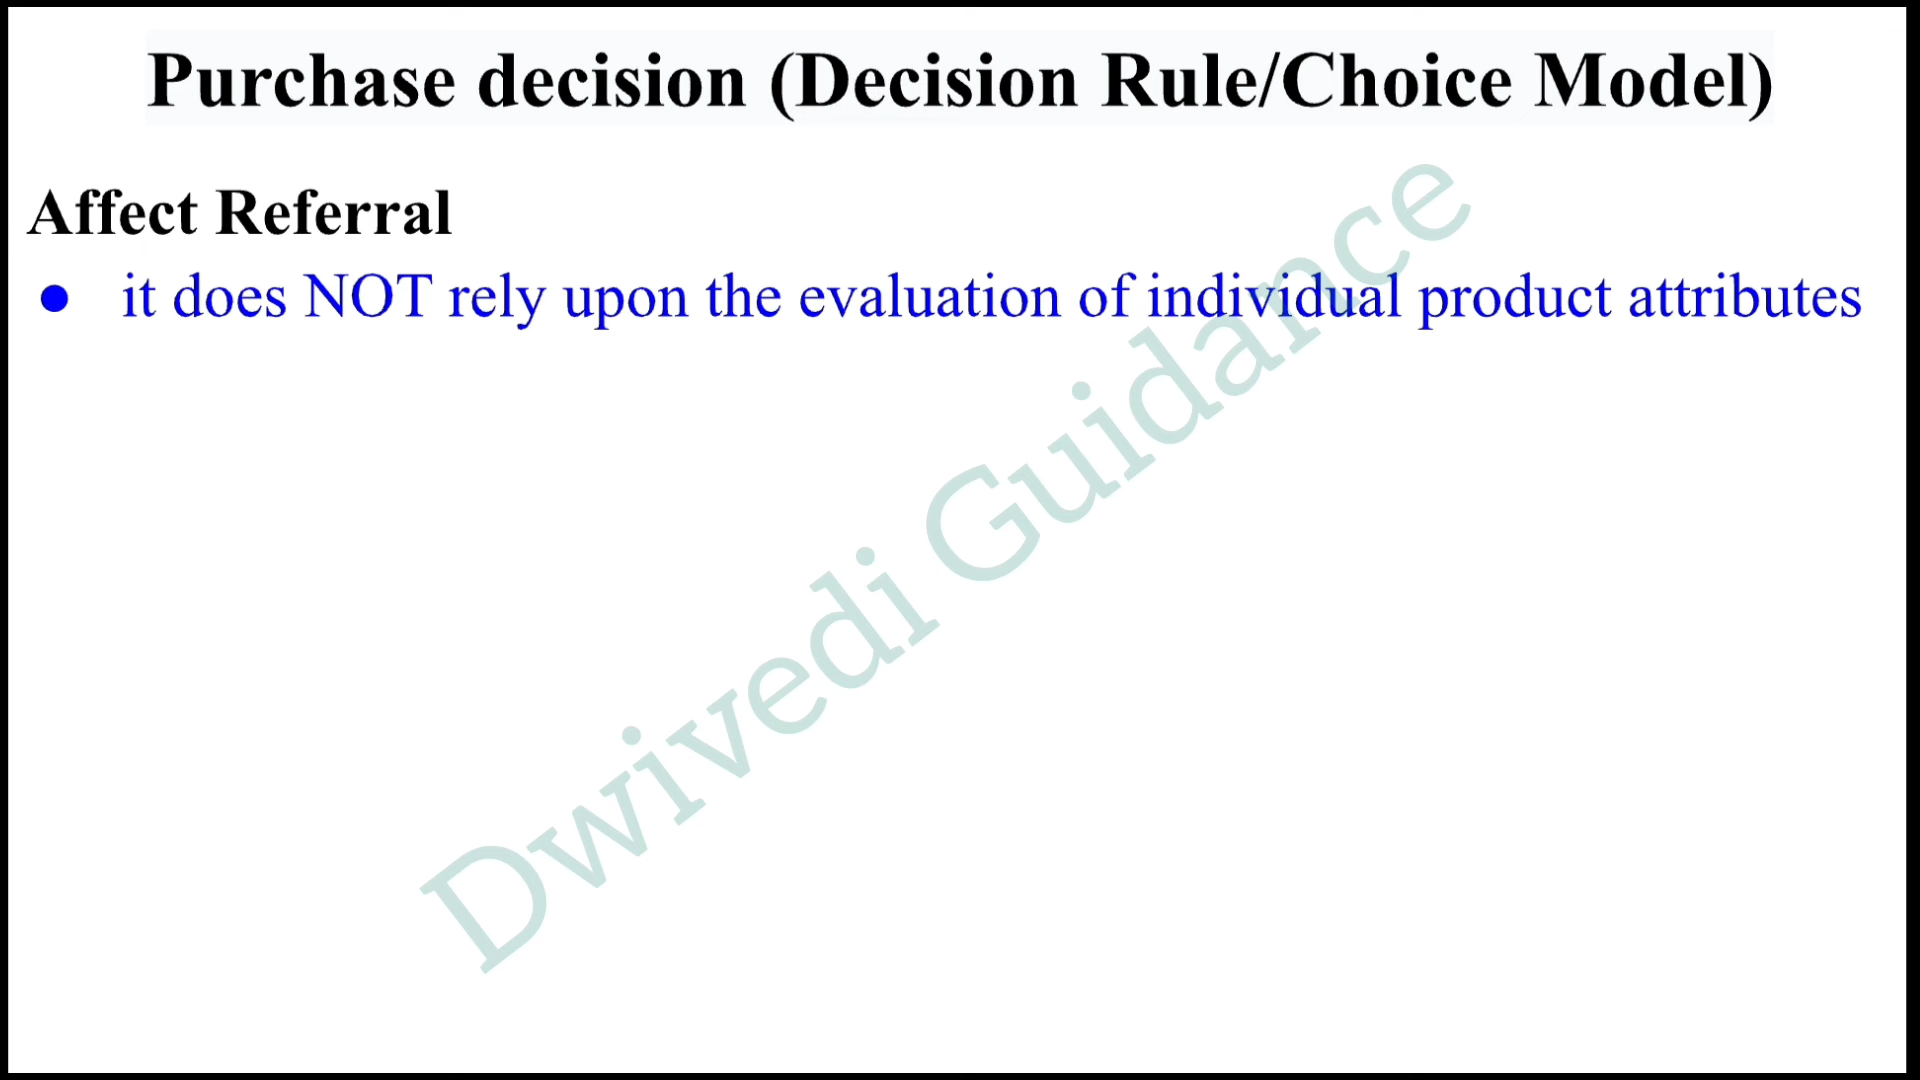 Purchase decision (Decision Rule/Choice Model)
Affect Referral
● it does NOT rely upon the evaluation of individual product attributes
Dwivedi Guidance